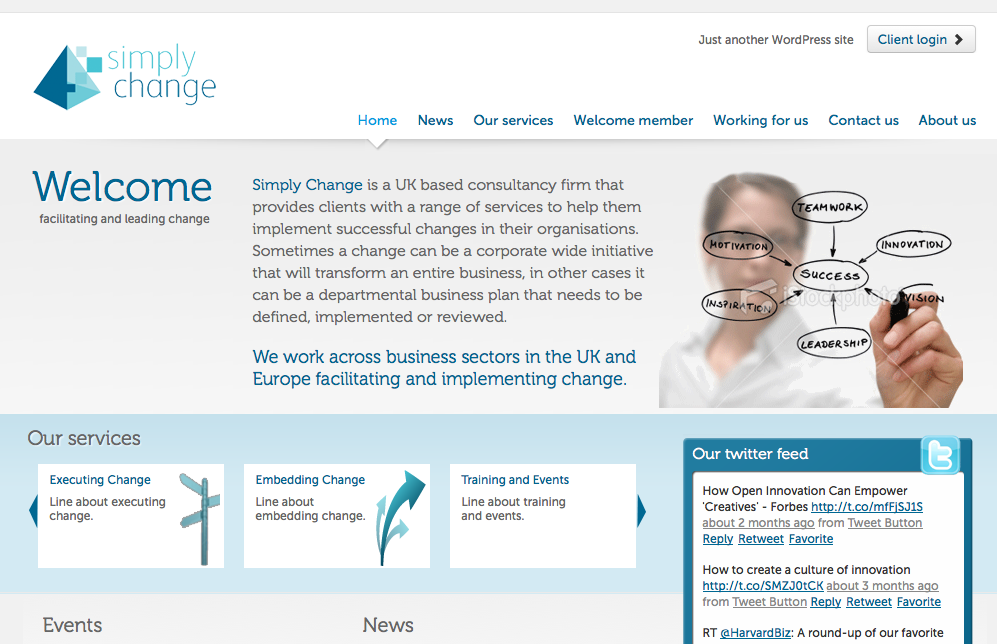 simply
change
Just another WordPress site
Client login
Home News Our services Welcome member Working for us Contact us About us
Welcome
facilitating and leading change
Simply Change is a UK based consultancy firm that
provides clients with a range of services to help them
implement successful changes in their organisations.
Sometimes a change can be a corporate wide initiative
that will transform an entire business, in other cases it
can be a departmental business plan that needs to be
defined, implemented or reviewed.
We work across business sectors in the UK and
Europe facilitating and implementing change.
TEAMWORK
MOTIVATION
INNOVATION
SUCCESS
INSPIRATION
VISION
LEADERSHIP
iStockphoto
Our services
Executing Change
Line about executing
change.
Embedding Change
Line about
embedding change.
Training and Events
Line about training
and events.
Our twitter feed
How Open Innovation Can Empower
'Creatives' - Forbes http://t.co/mfFjSJ1S
about 2 months ago from Tweet Button
Reply Retweet Favorite
How to create a culture of innovation
http://t.co/SMZJ0tCK about 3 months ago
from Tweet Button Reply Retweet Favorite
RT @HarvardBiz: A round-up of our favorite
Events
News